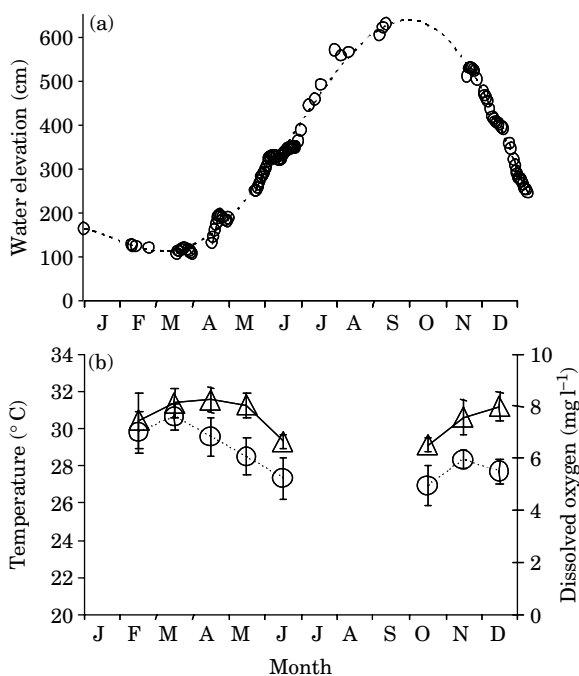 (a)
600
500
400
300
200
100
0
Water elevation (cm)
J F M A M J J A S O N D
(b)
34
32
30
28
26
24
22
20
Temperature (° C)
10
8
6
4
2
0
Dissolved oxygen (mg l–1)
J F M A M J J A S O N D
Month